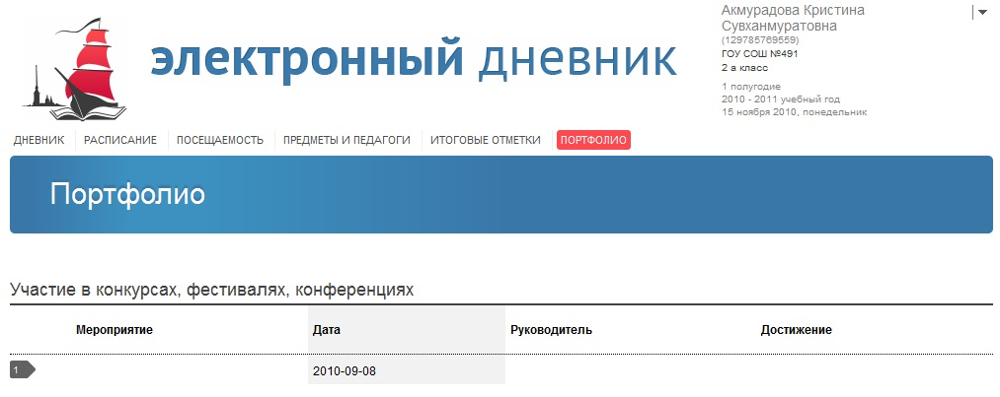 Акмурадова Кристина
Сувханмуратовна
(129785769559)
ГОУ СОШ №491
2 а класс
1 полугодие
2010 - 2011 учебный год
15 ноября 2010, понедельник
электронный дневник
ДНЕВНИК РАСПИСАНИЕ ПОСЕЩАЕМОСТЬ ПРЕДМЕТЫ И ПЕДАГОГИ ИТОГОВЫЕ ОТМЕТКИ ПОРТФОЛИО
Портфолио
Участие в конкурсах, фестивалях, конференциях
Мероприятие Дата Руководитель Достижение
1 2010-09-08